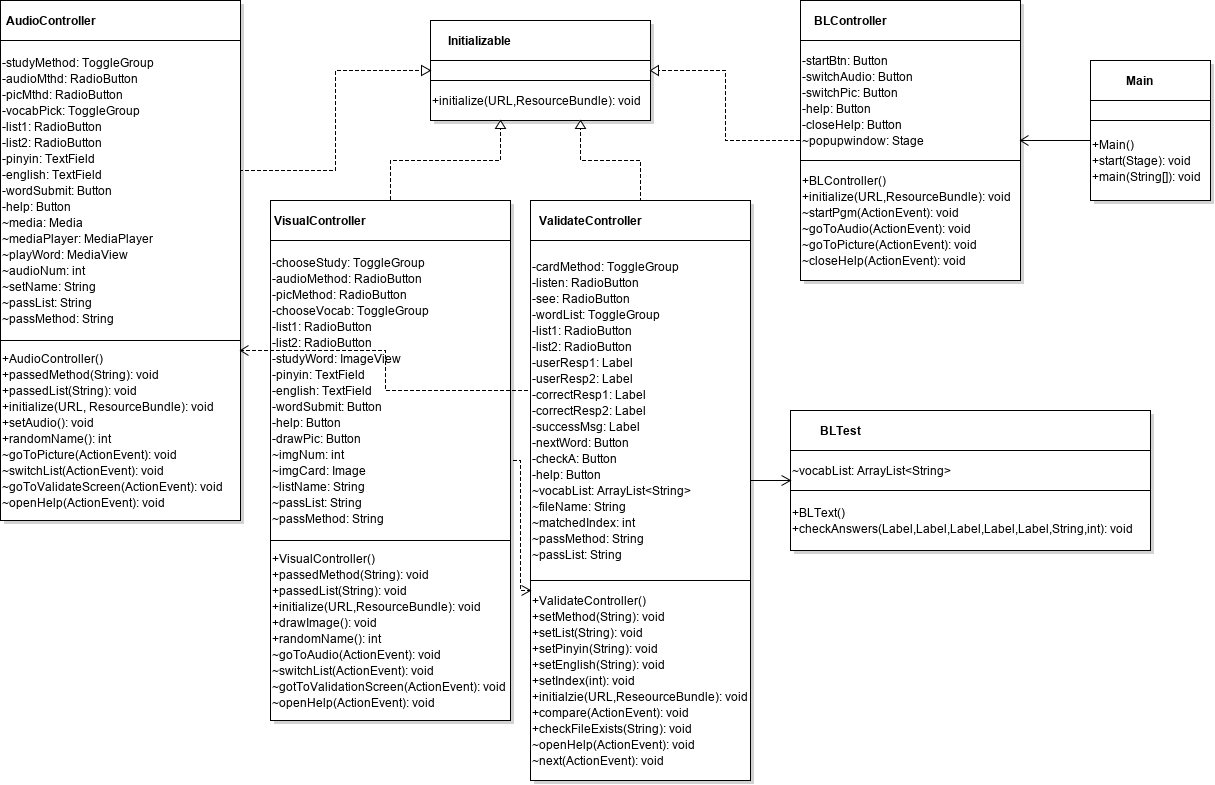 AudioController
-studyMethod: ToggleGroup
-audioMthd: RadioButton
-picMthd: RadioButton
-vocabPick: ToggleGroup
-list1: RadioButton
-list2: RadioButton
-pinyin: TextField
-english: TextField
-wordSubmit: Button
-help: Button
~media: Media
~mediaPlayer: MediaPlayer
~playWord: MediaView
~audioNum: int
~setName: String
~passList: String
~passMethod: String
+AudioController()
+passedMethod(String): void
+passedList(String): void
+initialize(URL, ResourceBundle): void
+setAudio(): void
+randomName(): int
~goToPicture(ActionEvent): void
~switchList(ActionEvent): void
~goToValidateScreen(ActionEvent): void
~openHelp(ActionEvent): void
Initializable
+initialize(URL,ResourceBundle): void
BLController
-startBtn: Button
-switchAudio: Button
-switchPic: Button
-help: Button
-closeHelp: Button
~popupwindow: Stage
+BLController()
+initialize(URL,ResourceBundle): void
~startPgm(ActionEvent): void
~goToAudio(ActionEvent): void
~goToPicture(ActionEvent): void
~closeHelp(ActionEvent): void
Main
+Main()
+start(Stage): void
+main(String[]): void
VisualController
-chooseStudy: ToggleGroup
-audioMethod: RadioButton
-picMethod: RadioButton
-chooseVocab: ToggleGroup
-list1: RadioButton
-list2: RadioButton
-studyWord: ImageView
-pinyin: TextField
-english: TextField
-wordSubmit: Button
-help: Button
-drawPic: Button
~imgNum: int
~imgCard: Image
~listName: String
~passList: String
~passMethod: String
+VisualController()
+passedMethod(String): void
+passedList(String): void
+initialize(URL,ResourceBundle): void
+drawImage(): void
+randomName(): int
~goToAudio(ActionEvent): void
~switchList(ActionEvent): void
~gotToValidationScreen(ActionEvent): void
~openHelp(ActionEvent): void
ValidateController
-cardMethod: ToggleGroup
-listen: RadioButton
-see: RadioButton
-wordList: ToggleGroup
-list1: RadioButton
-list2: RadioButton
-userResp1: Label
-userResp2: Label
-correctResp1: Label
-correctResp2: Label
-successMsg: Label
-nextWord: Button
-checkA: Button
-help: Button
~vocabList: ArrayList<String>
~fileName: String
~matchedIndex: int
~passMethod: String
~passList: String
+ValidateController()
+setMethod(String): void
+setList(String): void
+setPinyin(String): void
+setEnglish(String): void
+setIndex(int): void
+initialzie(URL,ReseourceBundle): void
+compare(ActionEvent): void
+checkFileExists(String): void
~openHelp(ActionEvent): void
~next(ActionEvent): void
BLTest
~vocabList: ArrayList<String>
+BLText()
+checkAnswers(Label,Label,Label,Label,Label,String,int): void